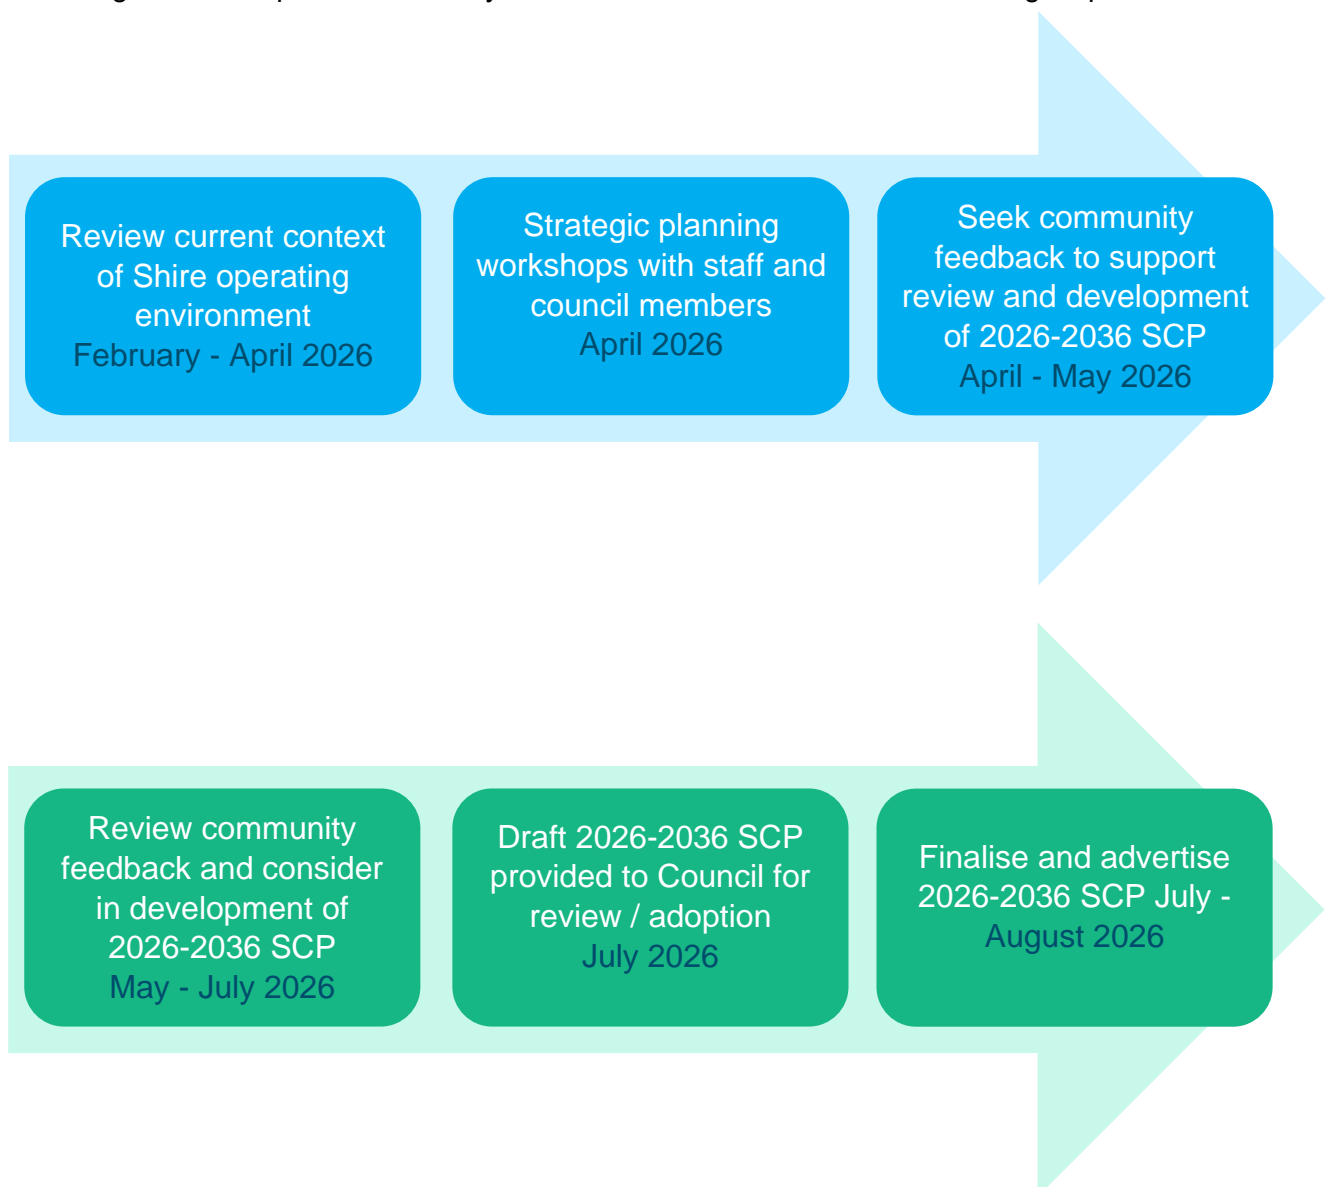 Review current context
of Shire operating
environment
February - April 2026
Strategic planning
workshops with staff and
council members
April 2026
Seek community
feedback to support
review and development
of 2026-2036 SCP
April - May 2026
Review community
feedback and consider
in development of
2026-2036 SCP
May - July 2026
Draft 2026-2036 SCP
provided to Council for
review / adoption
July 2026
Finalise and advertise
2026-2036 SCP July -
August 2026